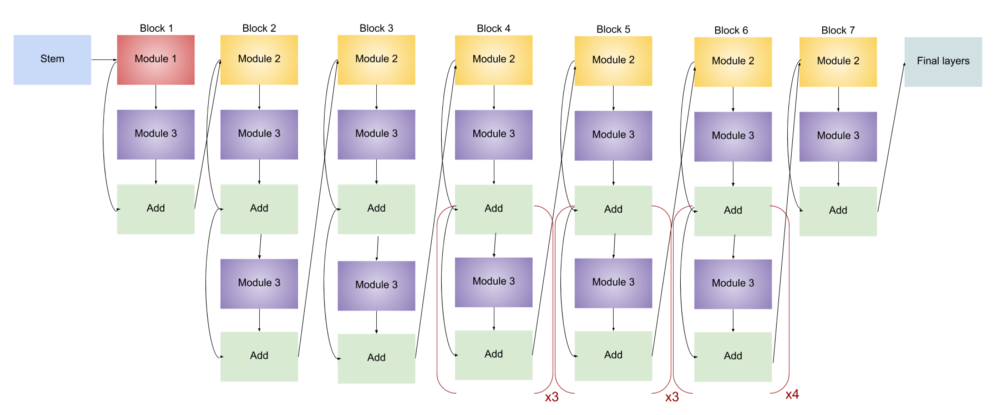 Block 1
Block 2
Block 3
Block 4
Block 5
Block 6
Block 7
Stem
Module 1
Module 2
Module 2
Module 2
Module 2
Module 2
Module 2
Final layers
Module 3
Module 3
Module 3
Module 3
Module 3
Module 3
Module 3
Add
Add
Add
Add
Add
Add
Add
Module 3
Module 3
Module 3
Module 3
Module 3
Add
Add
Add
Add
Add
x3
x3
x4